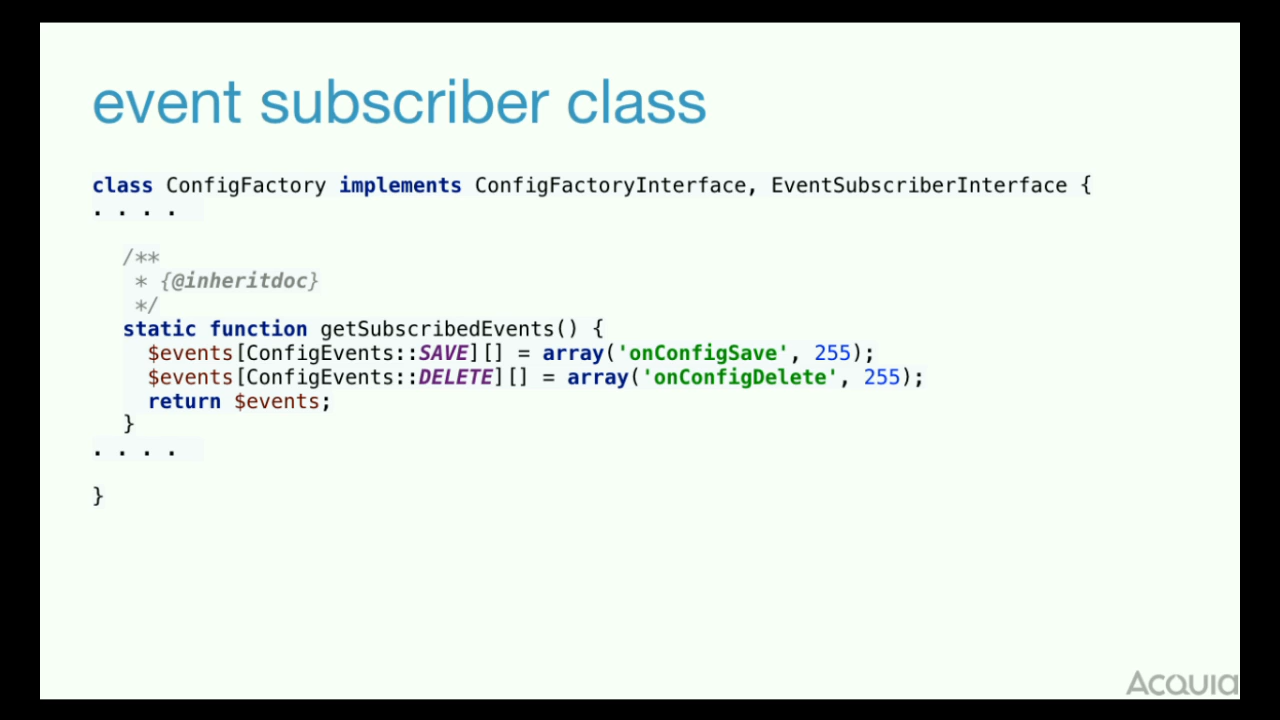 event subscriber class
class ConfigFactory implements ConfigFactoryInterface, EventSubscriberInterface {
. . . .
/**
* {@inheritdoc}
*/
static function getSubscribedEvents() {
$events[ConfigEvents::SAVE][] = array('onConfigSave', 255);
$events[ConfigEvents::DELETE][] = array('onConfigDelete', 255);
return $events;
}
. . . .
}
Acquia